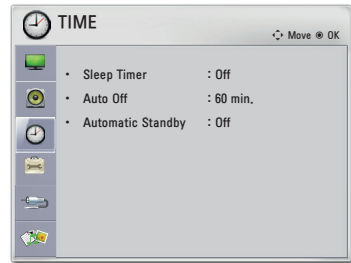 TIME
Move ◉ OK
• Sleep Timer : Off
• Auto Off : 60 min.
• Automatic Standby : Off